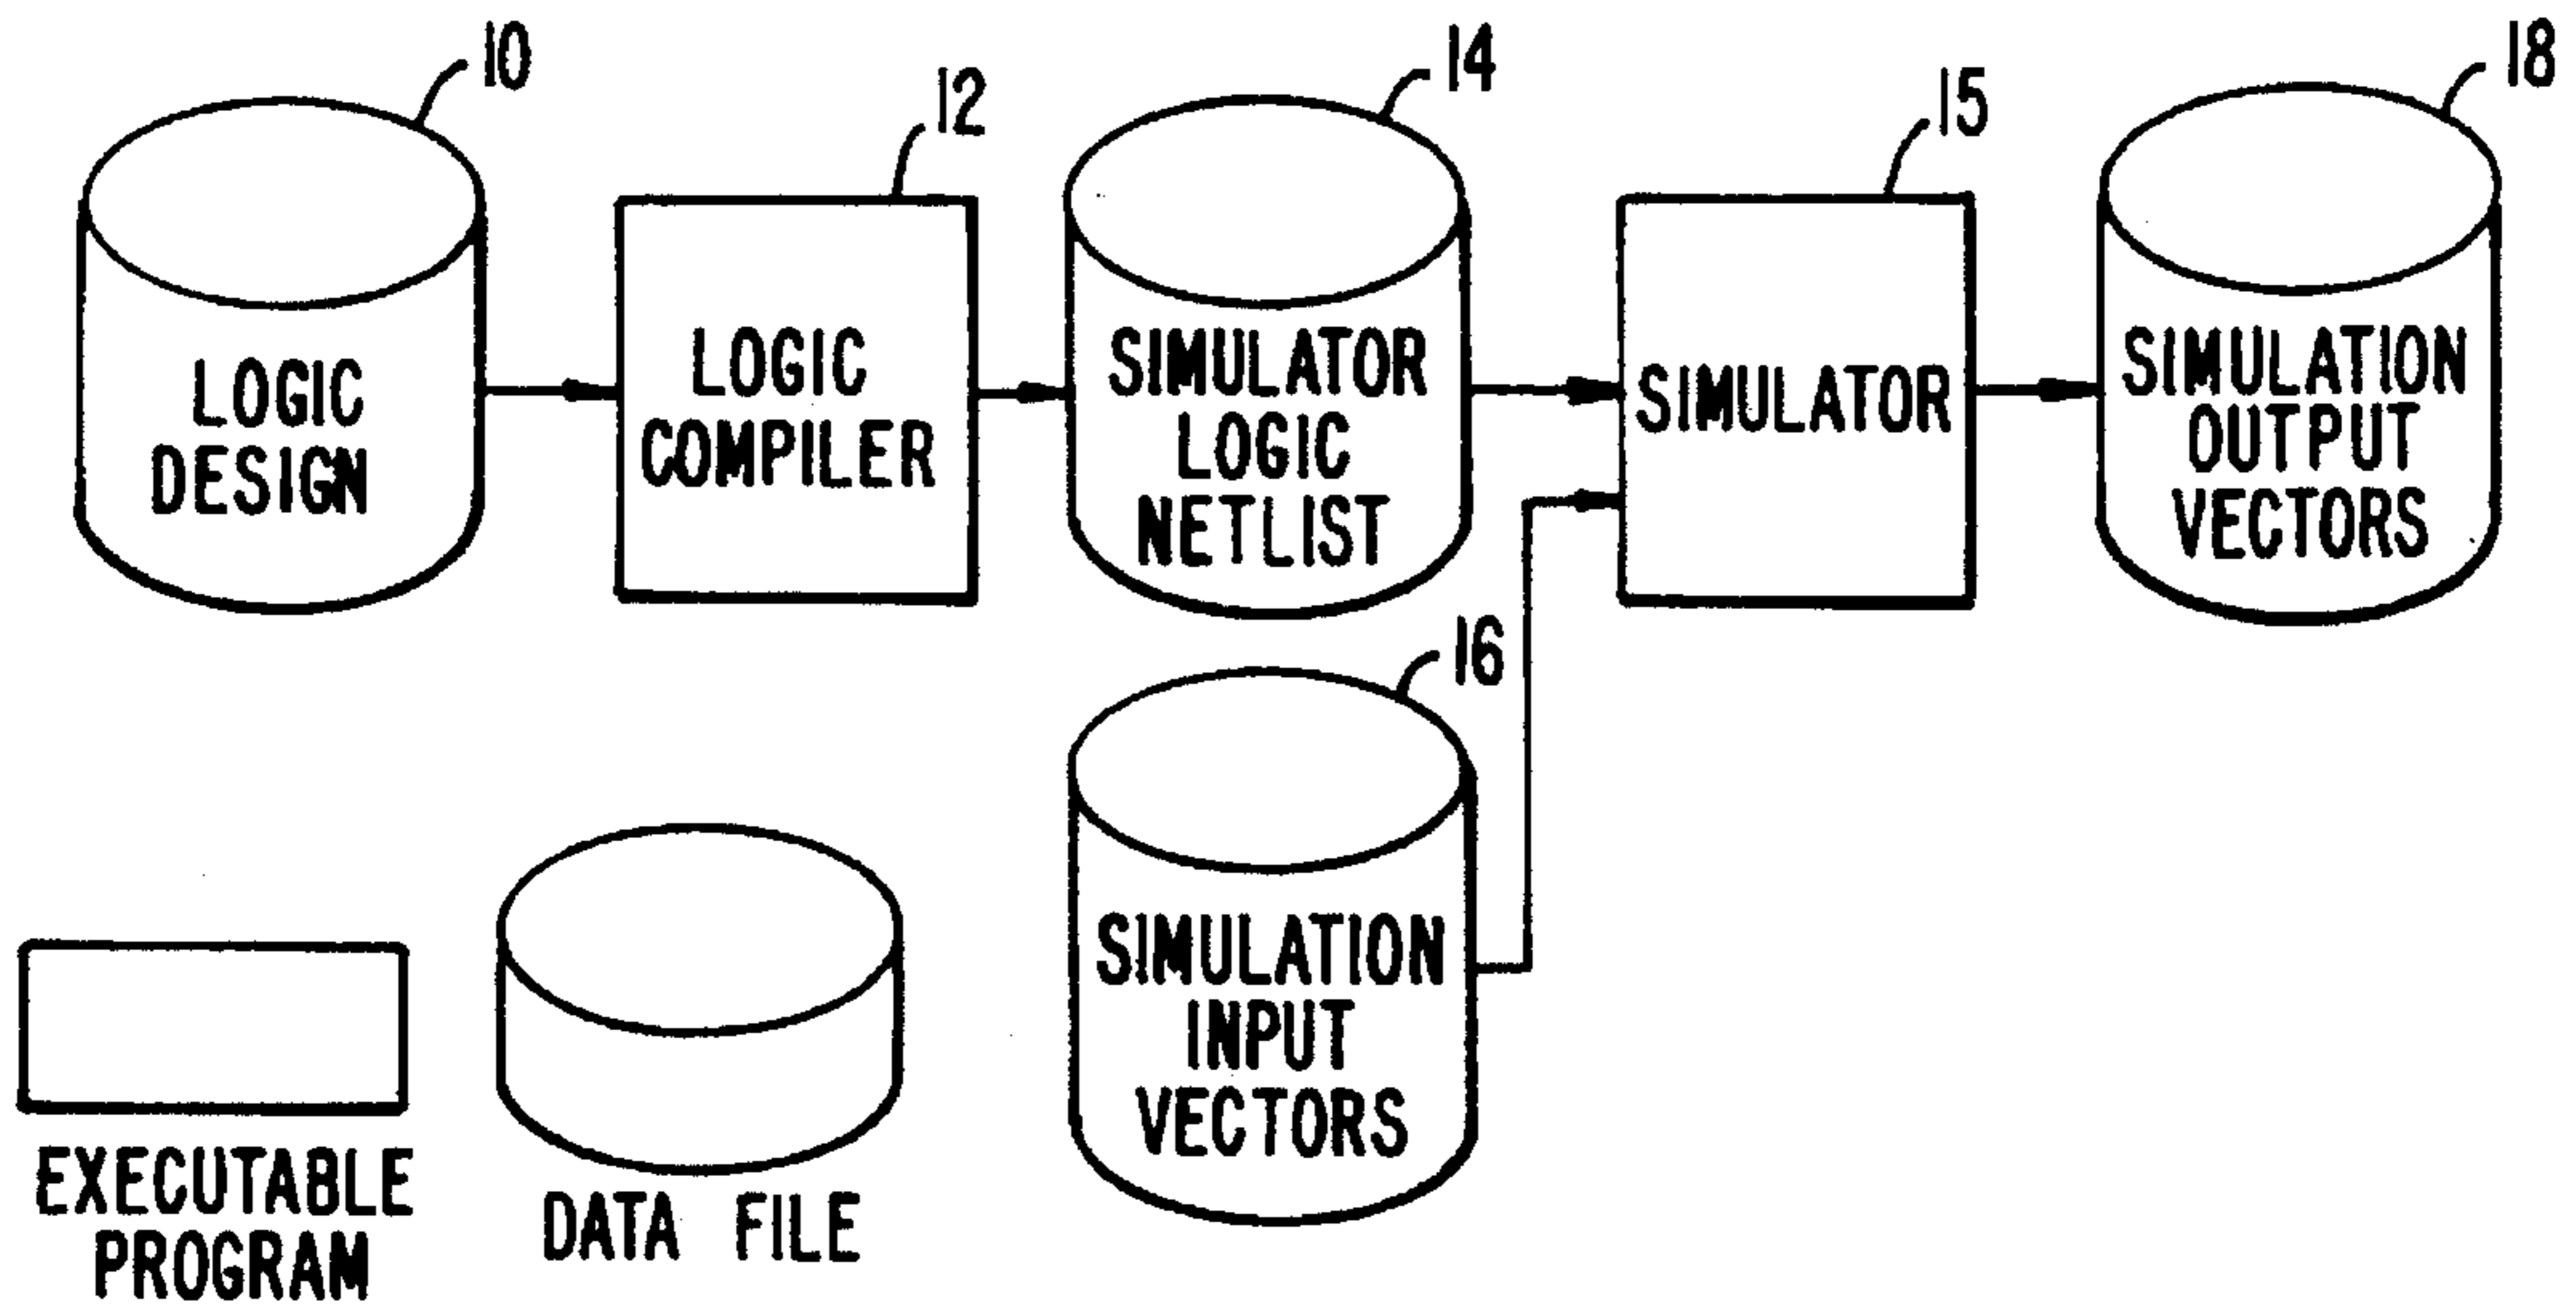 10
12
14
15
18
LOGIC
DESIGN
LOGIC
COMPILER
SIMULATOR
LOGIC
NETLIST
SIMULATOR
SIMULATION
OUTPUT
VECTORS
16
SIMULATION
INPUT
VECTORS
EXECUTABLE
PROGRAM
DATA FILE